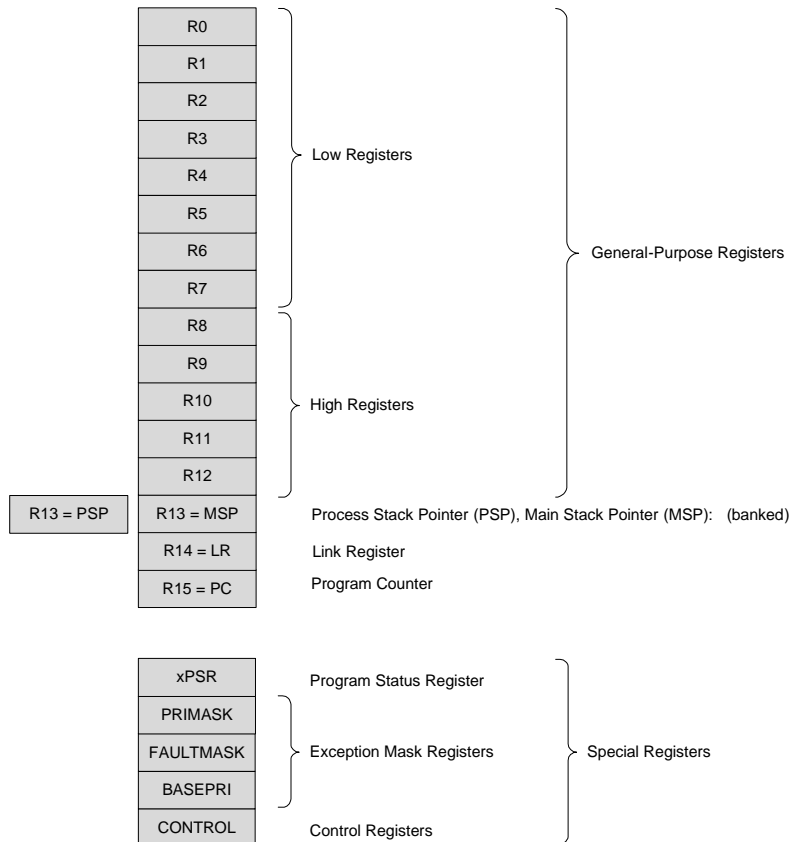 R0
R1
R2
R3
Low Registers
R4
R5
R6
General-Purpose Registers
R7
R8
R9
R10
High Registers
R11
R12
R13 = PSP
R13 = MSP
Process Stack Pointer (PSP), Main Stack Pointer (MSP): (banked)
R14 = LR
Link Register
R15 = PC
Program Counter
xPSR
Program Status Register
PRIMASK
FAULTMASK
Exception Mask Registers
Special Registers
BASEPRI
CONTROL
Control Registers